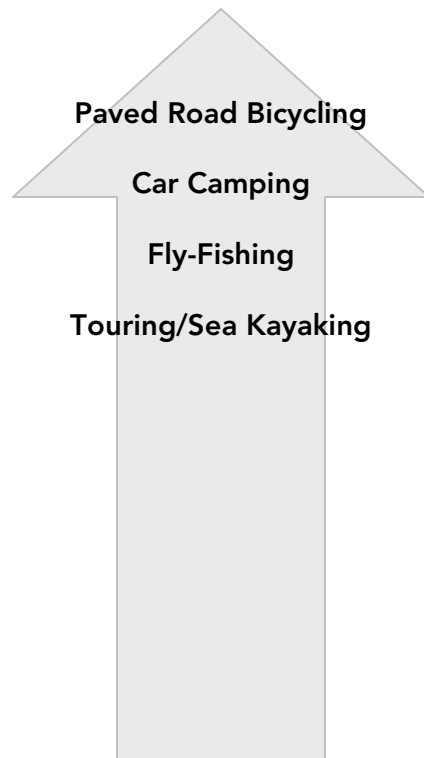 Paved Road Bicycling
Car Camping
Fly-Fishing
Touring/Sea Kayaking